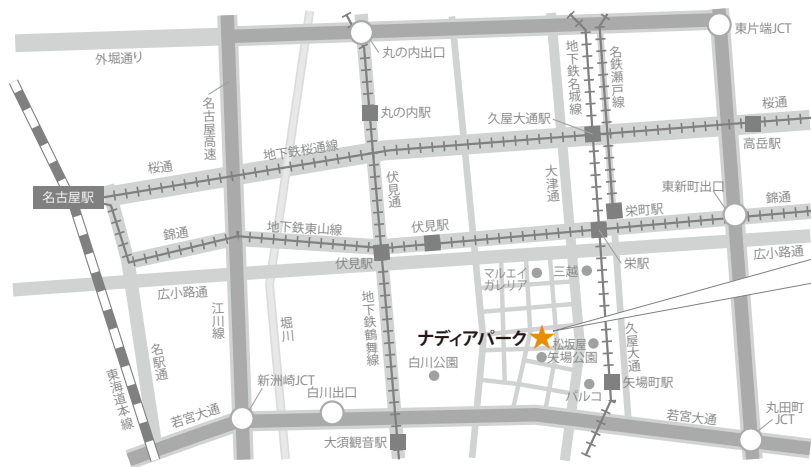 東片端JCT
外堀通り
丸の内出口
地下鉄名城線
名鉄瀬戸線
名古屋高速
丸の内駅
久屋大通駅
桜通
高岳駅
地下鉄桜通線
桜通
大津通
伏見通
東新町出口
名古屋駅
錦通
栄町駅
地下鉄東山線
伏見駅
錦通
伏見駅
栄駅
広小路通
マルエイ
ガレリア
三越
広小路通
江川線
堀川
地下鉄鶴舞線
ナディアパーク
久屋大通
名駅通
松坂屋
矢場公園
白川公園
東海道本線
新洲崎JCT
白川出口
矢場町駅
パルコ
若宮大通
若宮大通
丸田町
JCT
大須観音駅